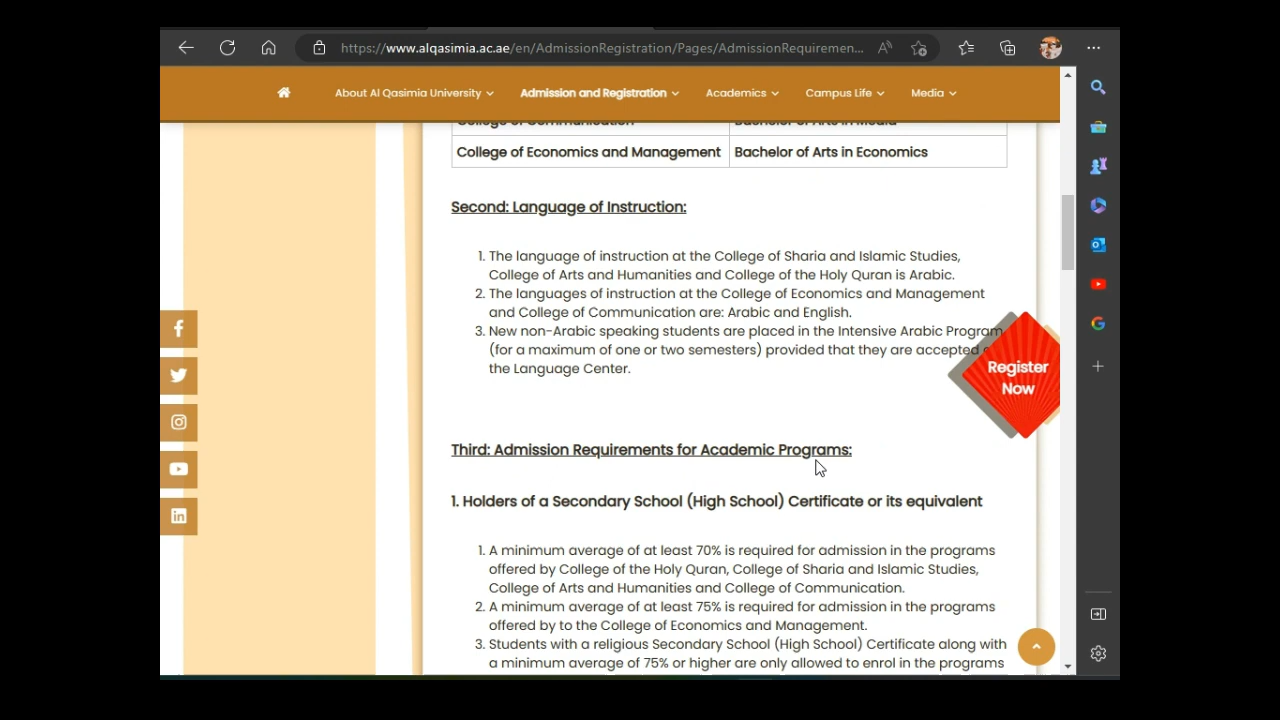 https://www.alqasimia.ac.ae/en/AdmissionRegistration/Pages/AdmissionRequiremen...
About Al Qasimia University
Admission and Registration
Academics
Campus Life
Media
College of Communication
Bachelor of Arts in Media
College of Economics and Management
Bachelor of Arts in Economics
Second: Language of Instruction:
1. The language of instruction at the College of Sharia and Islamic Studies,
College of Arts and Humanities and College of the Holy Quran is Arabic.
2. The languages of instruction at the College of Economics and Management
and College of Communication are: Arabic and English.
3. New non-Arabic speaking students are placed in the Intensive Arabic Program
(for a maximum of one or two semesters) provided that they are accepted
the Language Center.
Register
Now
Third: Admission Requirements for Academic Programs:
1. Holders of a Secondary School (High School) Certificate or its equivalent
1. A minimum average of at least 70% is required for admission in the programs
offered by College of the Holy Quran, College of Sharia and Islamic Studies,
College of Arts and Humanities and College of Communication.
2. A minimum average of at least 75% is required for admission in the programs
offered by to the College of Economics and Management.
3. Students with a religious Secondary School (High School) Certificate along with
a minimum average of 75% or higher are only allowed to enrol in the programs